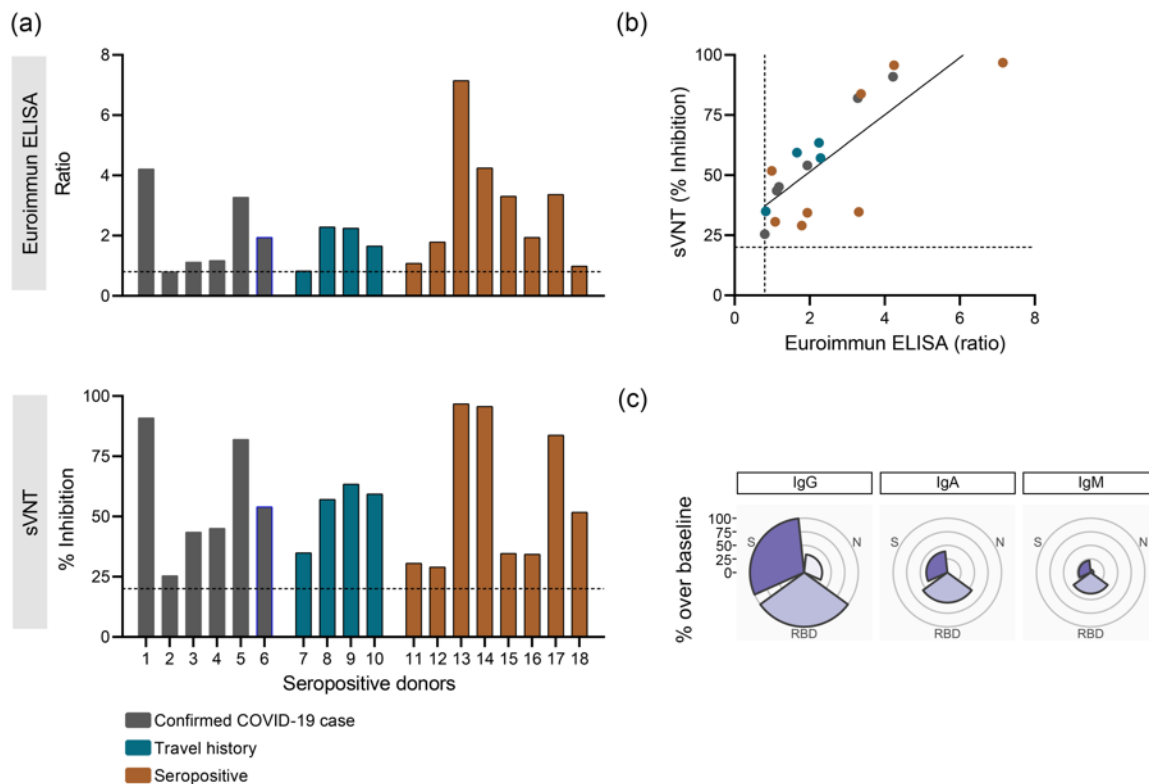 (a)
Euroimmun ELISA
Ratio
8
6
4
2
0
sVNT
% Inhibition
100
75
50
25
0
1 2 3 4 5 6 7 8 9 10 11 12 13 14 15 16 17 18
Seropositive donors
Confirmed COVID-19 case
Travel history
Seropositive
(b)
sVNT (% Inhibition)
100
75
50
25
0
0 2 4 6 8
Euroimmun ELISA (ratio)
(c)
% over baseline
100
75
50
25
0
IgG
S N
RBD
IgA
S N
RBD
IgM
S N
RBD